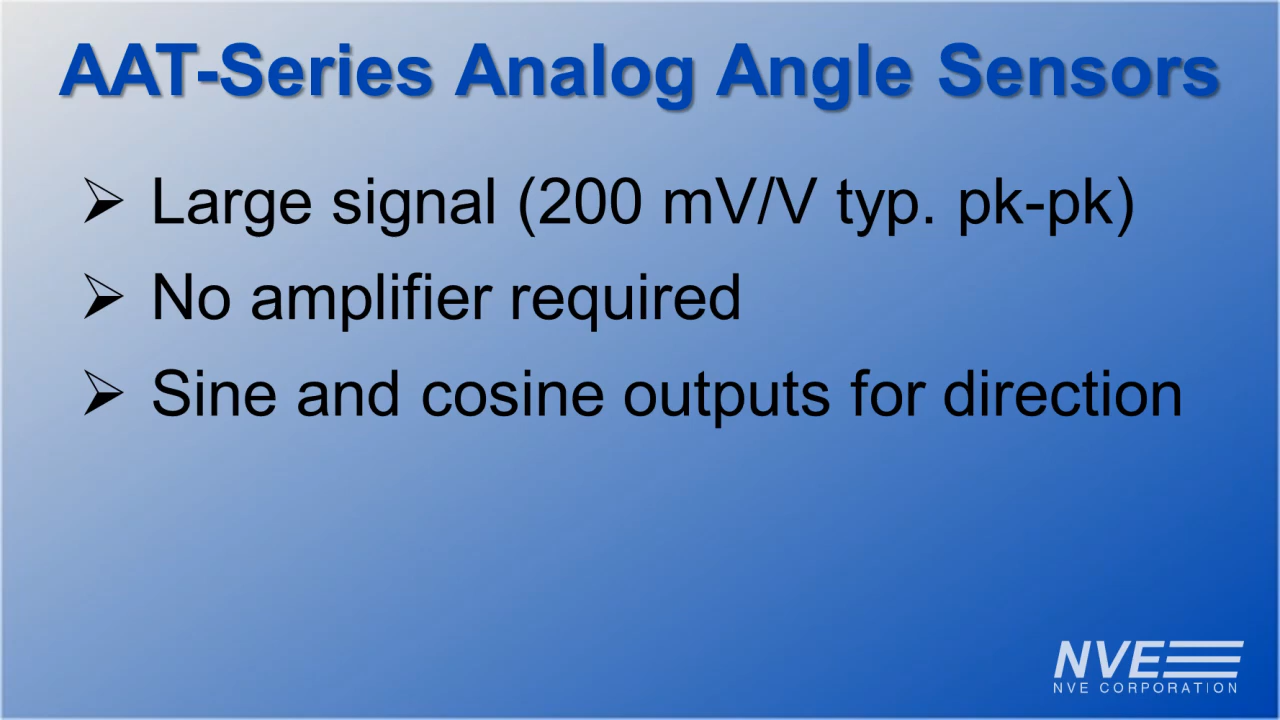 AAT-Series Analog Angle Sensors
➢ Large signal (200 mV/V typ. pk-pk)
➢ No amplifier required
➢ Sine and cosine outputs for direction
NVE
NVE CORPORATION